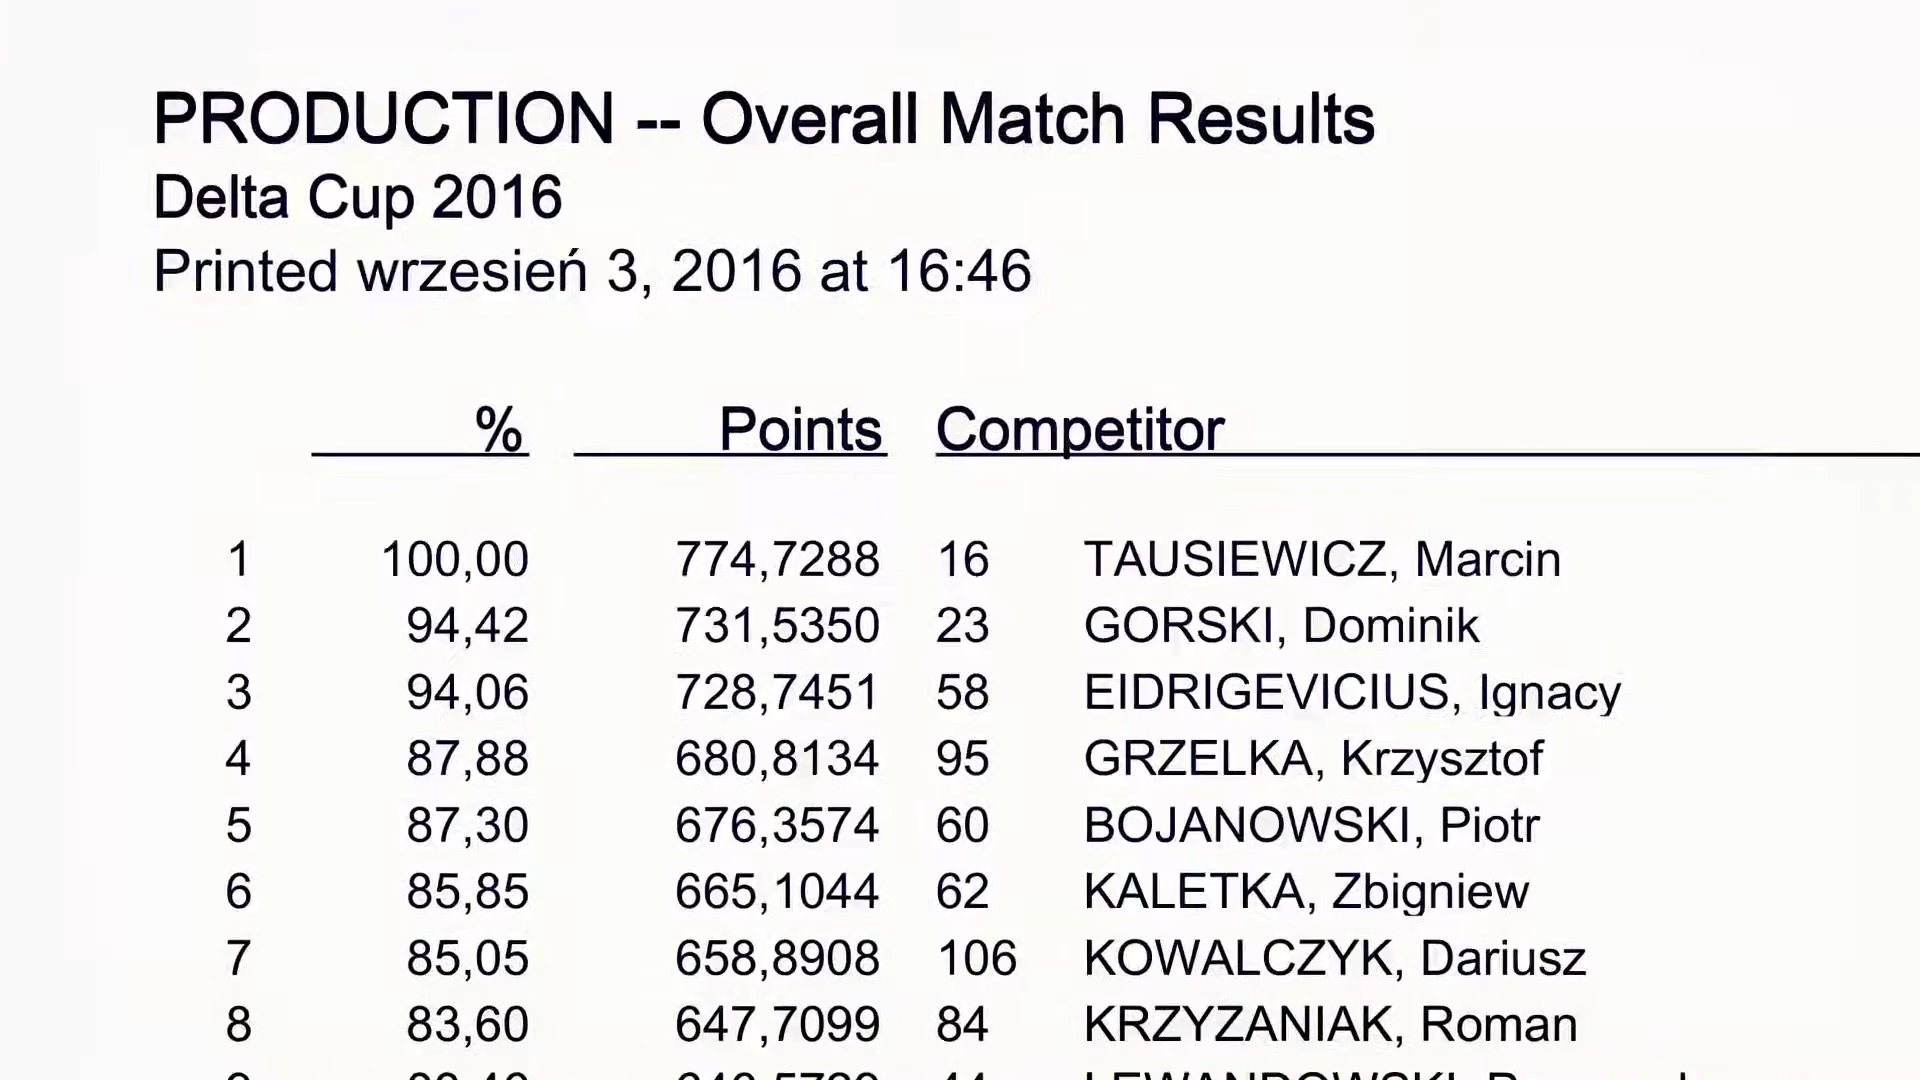 PRODUCTION -- Overall Match Results
Delta Cup 2016
Printed wrzesień 3, 2016 at 16:46
% Points Competitor
1 100,00 774,7288 16 TAUSIEWICZ, Marcin
2 94,42 731,5350 23 GORSKI, Dominik
3 94,06 728,7451 58 EIDRIGEVICIUS, Ignacy
4 87,88 680,8134 95 GRZELKA, Krzysztof
5 87,30 676,3574 60 BOJANOWSKI, Piotr
6 85,85 665,1044 62 KALETKA, Zbigniew
7 85,05 658,8908 106 KOWALCZYK, Dariusz
8 83,60 647,7099 84 KRZYZANIAK, Roman